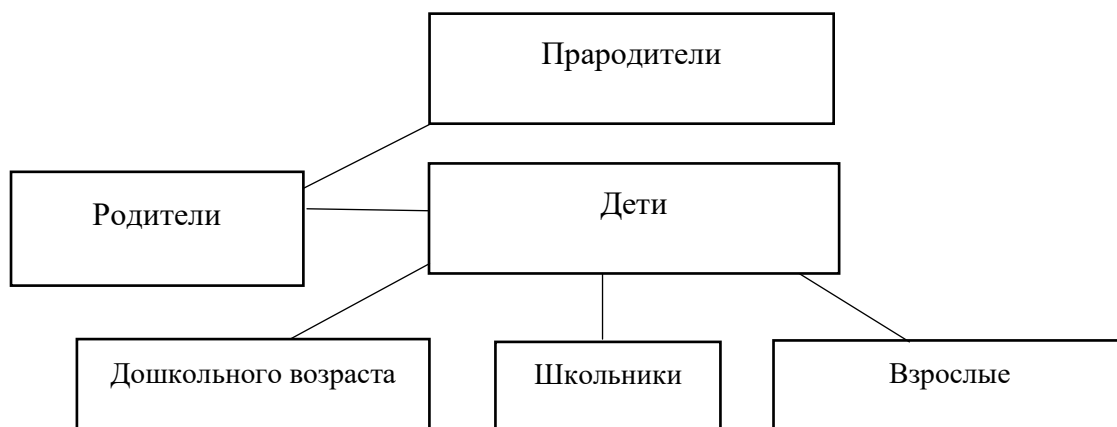 Прародители
Родители
Дети
Дошкольного возраста
Школьники
Взрослые